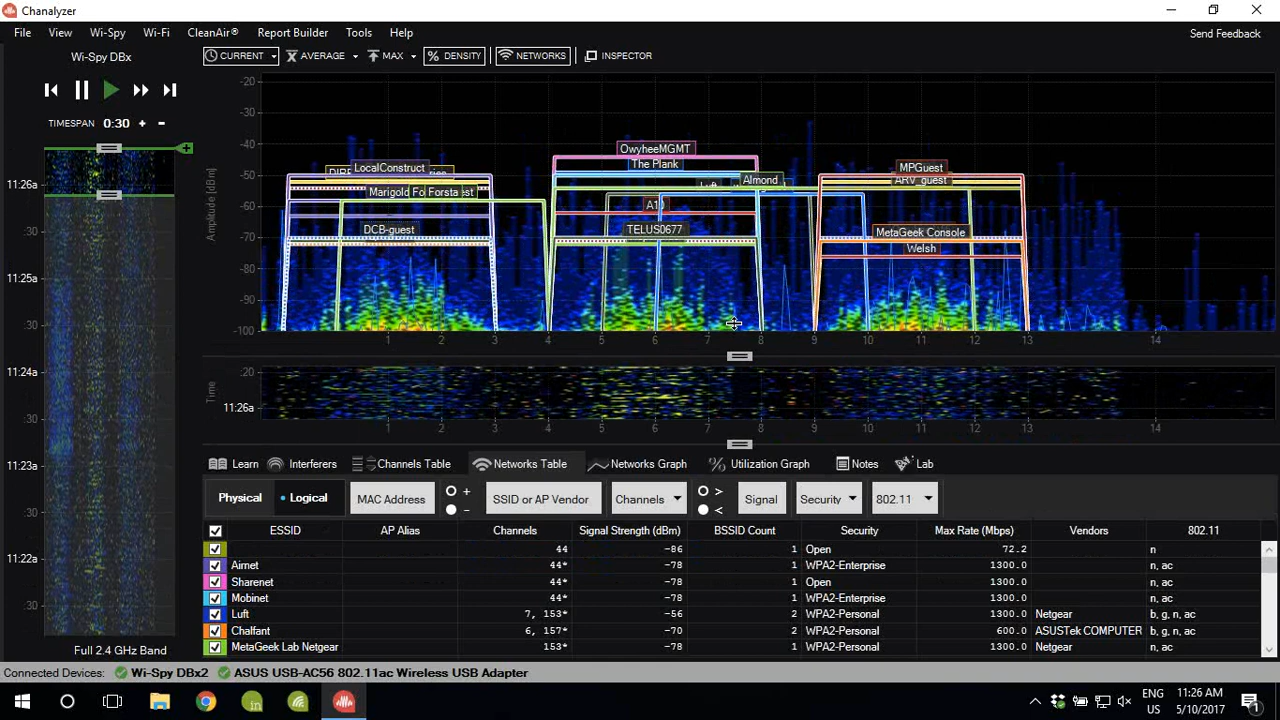 Chanalyzer
File View Wi-Spy Wi-Fi CleanAir® Report Builder Tools Help Send Feedback
Wi-Spy DBx
CURRENT AVERAGE MAX % DENSITY NETWORKS INSPECTOR
TIMESPAN 0:30 + -
-20
-30
-40
-50
-60
-70
-80
-90
-100
Amplitude [dBm]
OwyheeMGMT
LocalConstruct
The Plank
MPGuest
Almond
ARV_guest
Marigold
Forsta
DCB-guest
TELUS0677
MetaGeek Console
Welsh
1 2 3 4 5 6 7 8 9 10 11 12 13 14
:20
Time
11:26a
1 2 3 4 5 6 7 8 9 10 11 12 13 14
11:26a
:30
11:25a
:30
11:24a
:30
11:23a
:30
11:22a
:30
Full 2.4 GHz Band
Learn Interferers Channels Table Networks Table Networks Graph Utilization Graph Notes Lab
Physical Logical MAC Address + - SSID or AP Vendor Channels > < Signal Security 802.11
ESSID AP Alias Channels Signal Strength (dBm) BSSID Count Security Max Rate (Mbps) Vendors 802.11
44 -86 1 Open 72.2 n
Airnet 44* -78 1 WPA2-Enterprise 1300.0 n, ac
Sharenet 44* -78 1 Open 1300.0 n, ac
Mobinet 44* -78 1 WPA2-Enterprise 1300.0 n, ac
Luft 7, 153* -56 2 WPA2-Personal 1300.0 Netgear b, g, n, ac
Chalfant 6, 157* -70 2 WPA2-Personal 600.0 ASUSTek COMPUTER b, g, n, ac
MetaGeek Lab Netgear 153* -78 1 WPA2-Personal 1300.0 Netgear n, ac
Connected Devices: Wi-Spy DBx2 ASUS USB-AC56 802.11ac Wireless USB Adapter
ENG
US
11:26 AM
5/10/2017
1